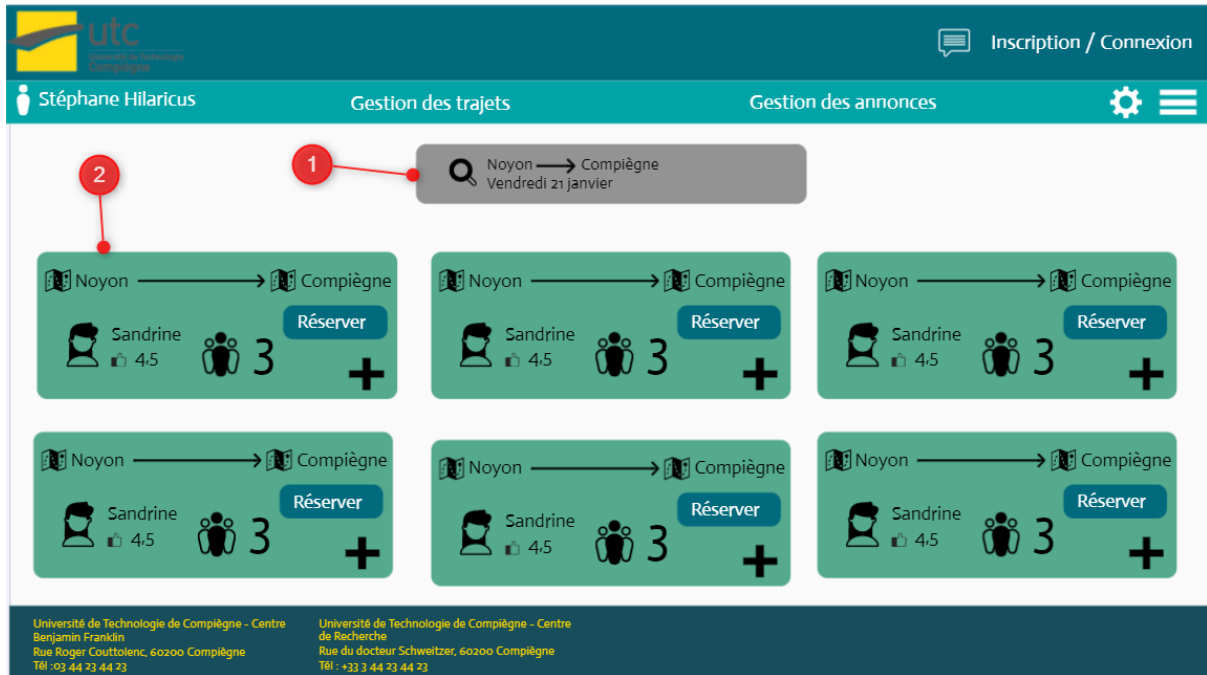 utc
Université de Technologie
Compiègne
Inscription / Connexion
Stéphane Hilaricus
Gestion des trajets
Gestion des annonces
1
Noyon Compiègne
Vendredi 21 janvier
2
Noyon Compiègne
Réserver
Sandrine
4,5
3
Noyon Compiègne
Réserver
Sandrine
4,5
3
Noyon Compiègne
Réserver
Sandrine
4,5
3
Noyon Compiègne
Réserver
Sandrine
4,5
3
Noyon Compiègne
Réserver
Sandrine
4,5
3
Noyon Compiègne
Réserver
Sandrine
4,5
3
Université de Technologie de Compiègne - Centre
Benjamin Franklin
Rue Roger Couttolenc, 60200 Compiègne
Tél :03 44 23 44 23
Université de Technologie de Compiègne - Centre
de Recherche
Rue du docteur Schweitzer, 60200 Compiègne
Tél : +33 3 44 23 44 23